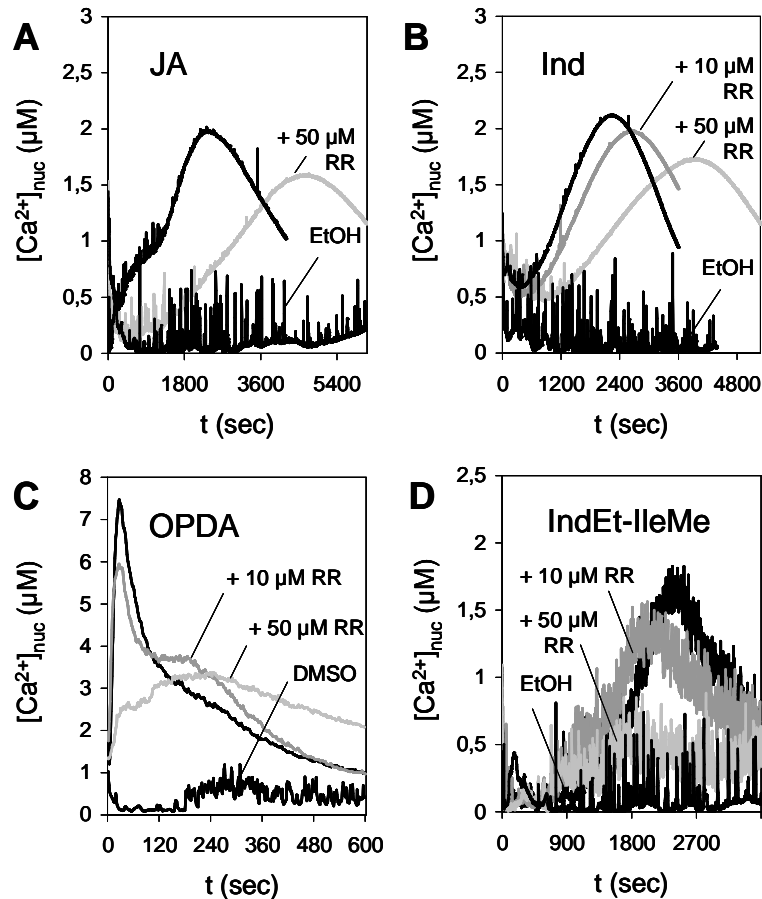 A
JA
3
2,5
2
1,5
1
0,5
0
[Ca2+]nuc (µM)
+ 50 µM
RR
EtOH
0 1800 3600 5400
t (sec)
B
Ind
3
2,5
2
1,5
1
0,5
0
[Ca2+]nuc (µM)
+ 10 µM
RR
+ 50 µM
RR
EtOH
0 1200 2400 3600 4800
t (sec)
C
OPDA
8
7
6
5
4
3
2
1
0
[Ca2+]nuc (µM)
+ 10 µM RR
+ 50 µM RR
DMSO
0 120 240 360 480 600
t (sec)
D
IndEt-IleMe
2,5
2
1,5
1
0,5
0
[Ca2+]nuc (µM)
+ 10 µM RR
+ 50 µM
RR
EtOH
0 900 1800 2700
t (sec)